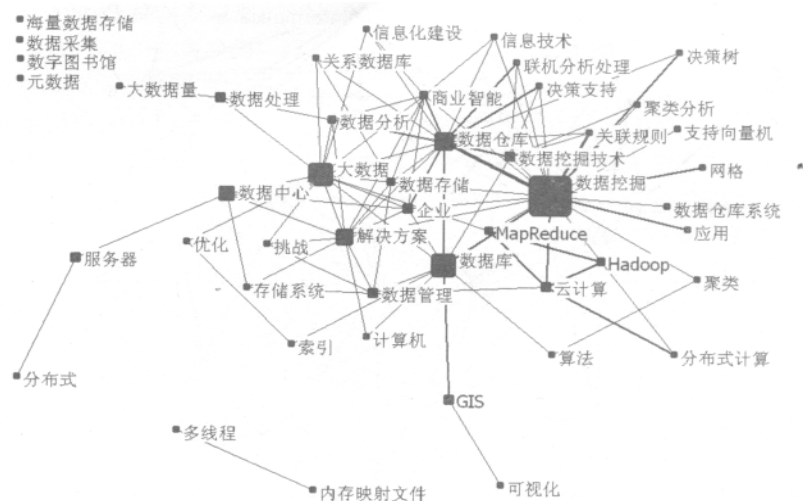 海量数据存储
数据采集
数字图书馆
元数据
信息化建设
信息技术
关系数据库
联机分析处理
决策树
大数据量
数据处理
商业智能
决策支持
聚类分析
数据分析
数据仓库
关联规则
支持向量机
数据挖掘技术
大数据
数据存储
数据挖掘
网格
数据中心
企业
数据仓库系统
优化
挑战
解决方案
MapReduce
应用
服务器
数据库
Hadoop
存储系统
数据管理
云计算
聚类
索引
计算机
算法
分布式计算
分布式
GIS
多线程
内存映射文件
可视化